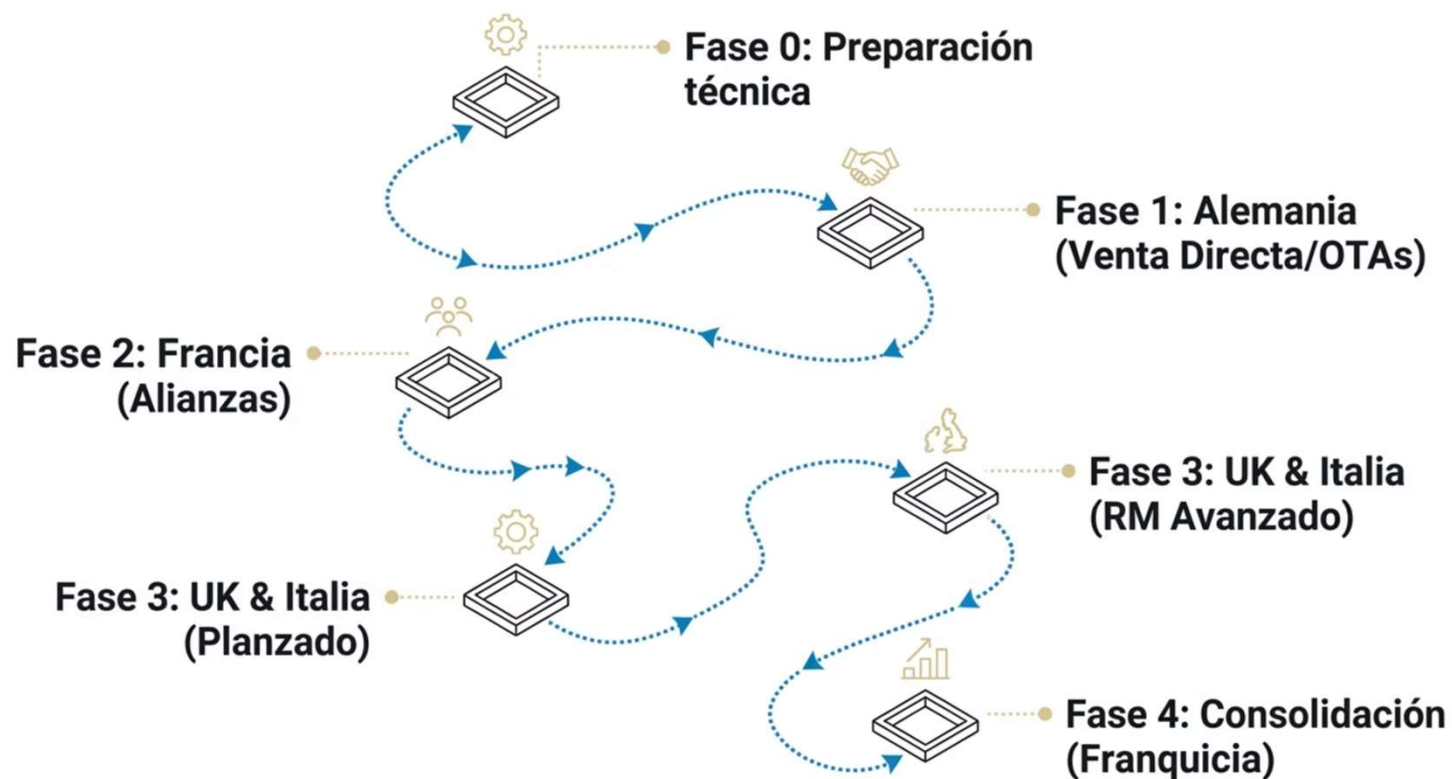 Fase 0: Preparación
técnica
Fase 1: Alemania
(Venta Directa/OTAs)
Fase 2: Francia
(Alianzas)
Fase 3: UK & Italia
(RM Avanzado)
Fase 3: UK & Italia
(Planzado)
Fase 4: Consolidación
(Franquicia)